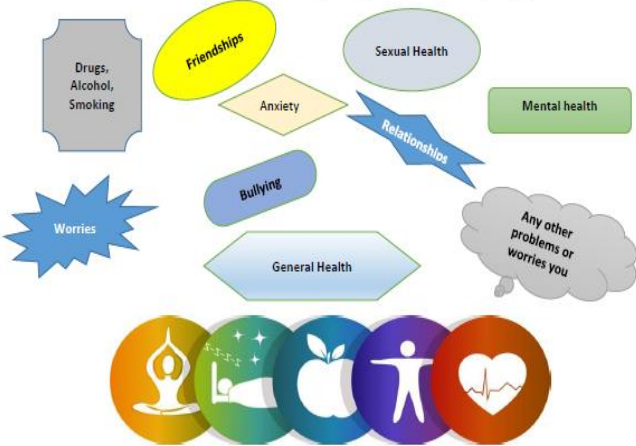 Drugs,
Alcohol,
Smoking
Friendships
Sexual Health
Anxiety
Mental health
Relationships
Bullying
Worries
Any other
problems or
worries you
General Health